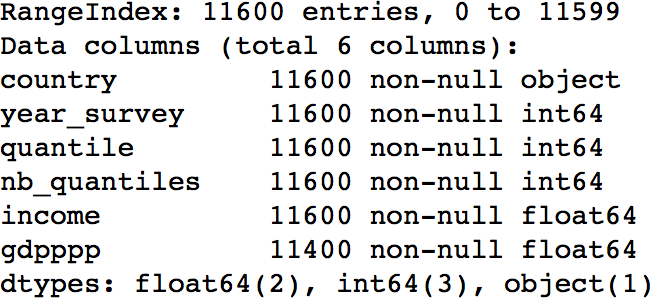 RangeIndex: 11600 entries, 0 to 11599
Data columns (total 6 columns):
country         11600 non-null object
year_survey     11600 non-null int64
quantile        11600 non-null int64
nb_quantiles    11600 non-null int64
income          11600 non-null float64
gdpppp          11400 non-null float64
dtypes: float64(2), int64(3), object(1)